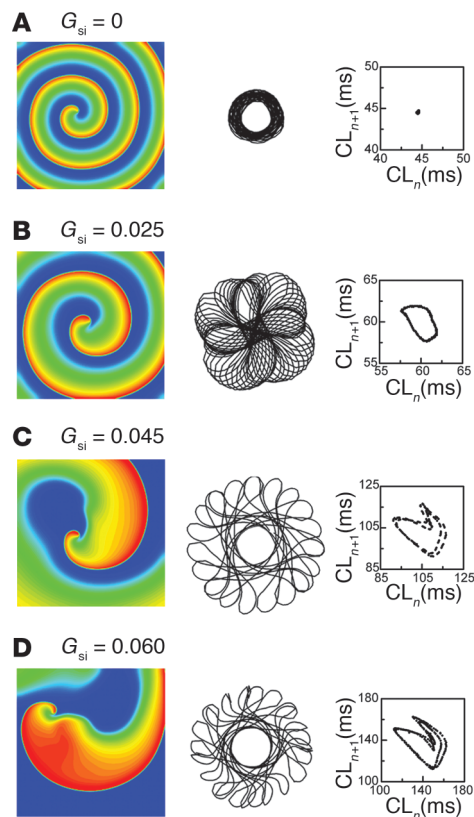 A G_si = 0
50
45
40
40 45 50
CL_n+1(ms)
CL_n(ms)
B G_si = 0.025
65
60
55
55 60 65
CL_n+1(ms)
CL_n(ms)
C G_si = 0.045
125
105
85
85 105 125
CL_n+1(ms)
CL_n(ms)
D G_si = 0.060
180
140
100
100 140 180
CL_n+1(ms)
CL_n(ms)